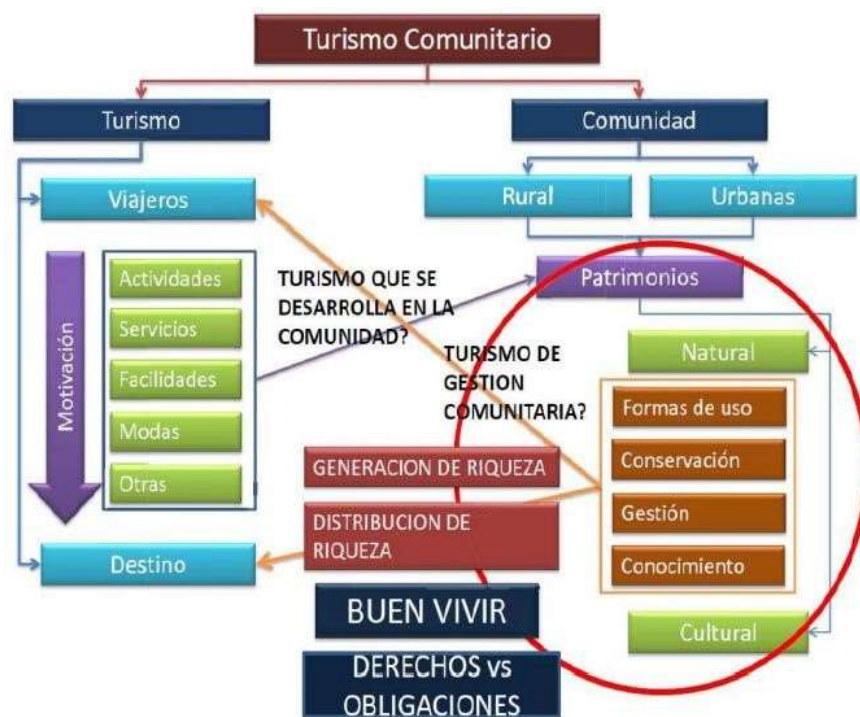 Turismo Comunitario
Turismo
Comunidad
Viajeros
Rural
Urbanas
Motivación
Actividades
Servicios
Facilidades
Modas
Otras
TURISMO QUE SE
DESARROLLA EN LA
COMUNIDAD?
Patrimonios
TURISMO DE
GESTION
COMUNITARIA?
Natural
Formas de uso
Conservación
Gestión
Conocimiento
GENERACION DE RIQUEZA
DISTRIBUCION DE
RIQUEZA
Destino
BUEN VIVIR
Cultural
DERECHOS vs
OBLIGACIONES